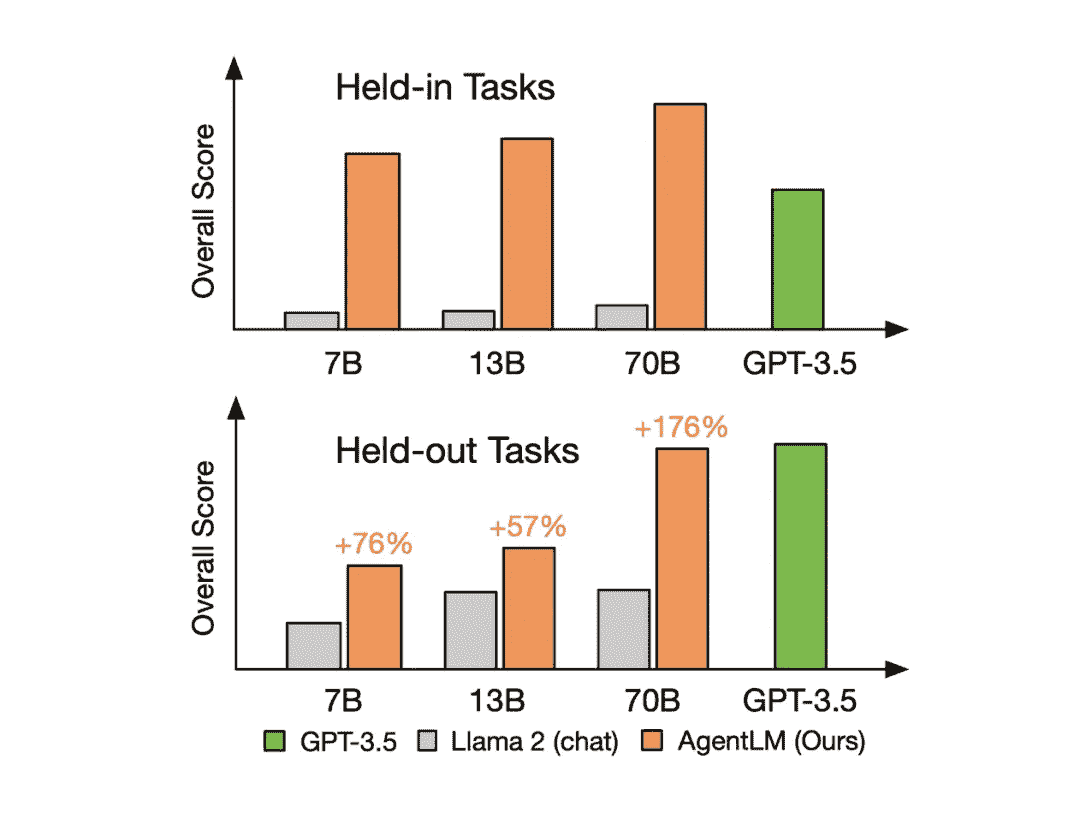 Held-in Tasks
Overall Score
7B 13B 70B GPT-3.5
+176%
Held-out Tasks
+57%
+76%
Overall Score
7B 13B 70B GPT-3.5
GPT-3.5 Llama 2 (chat) AgentLM (Ours)